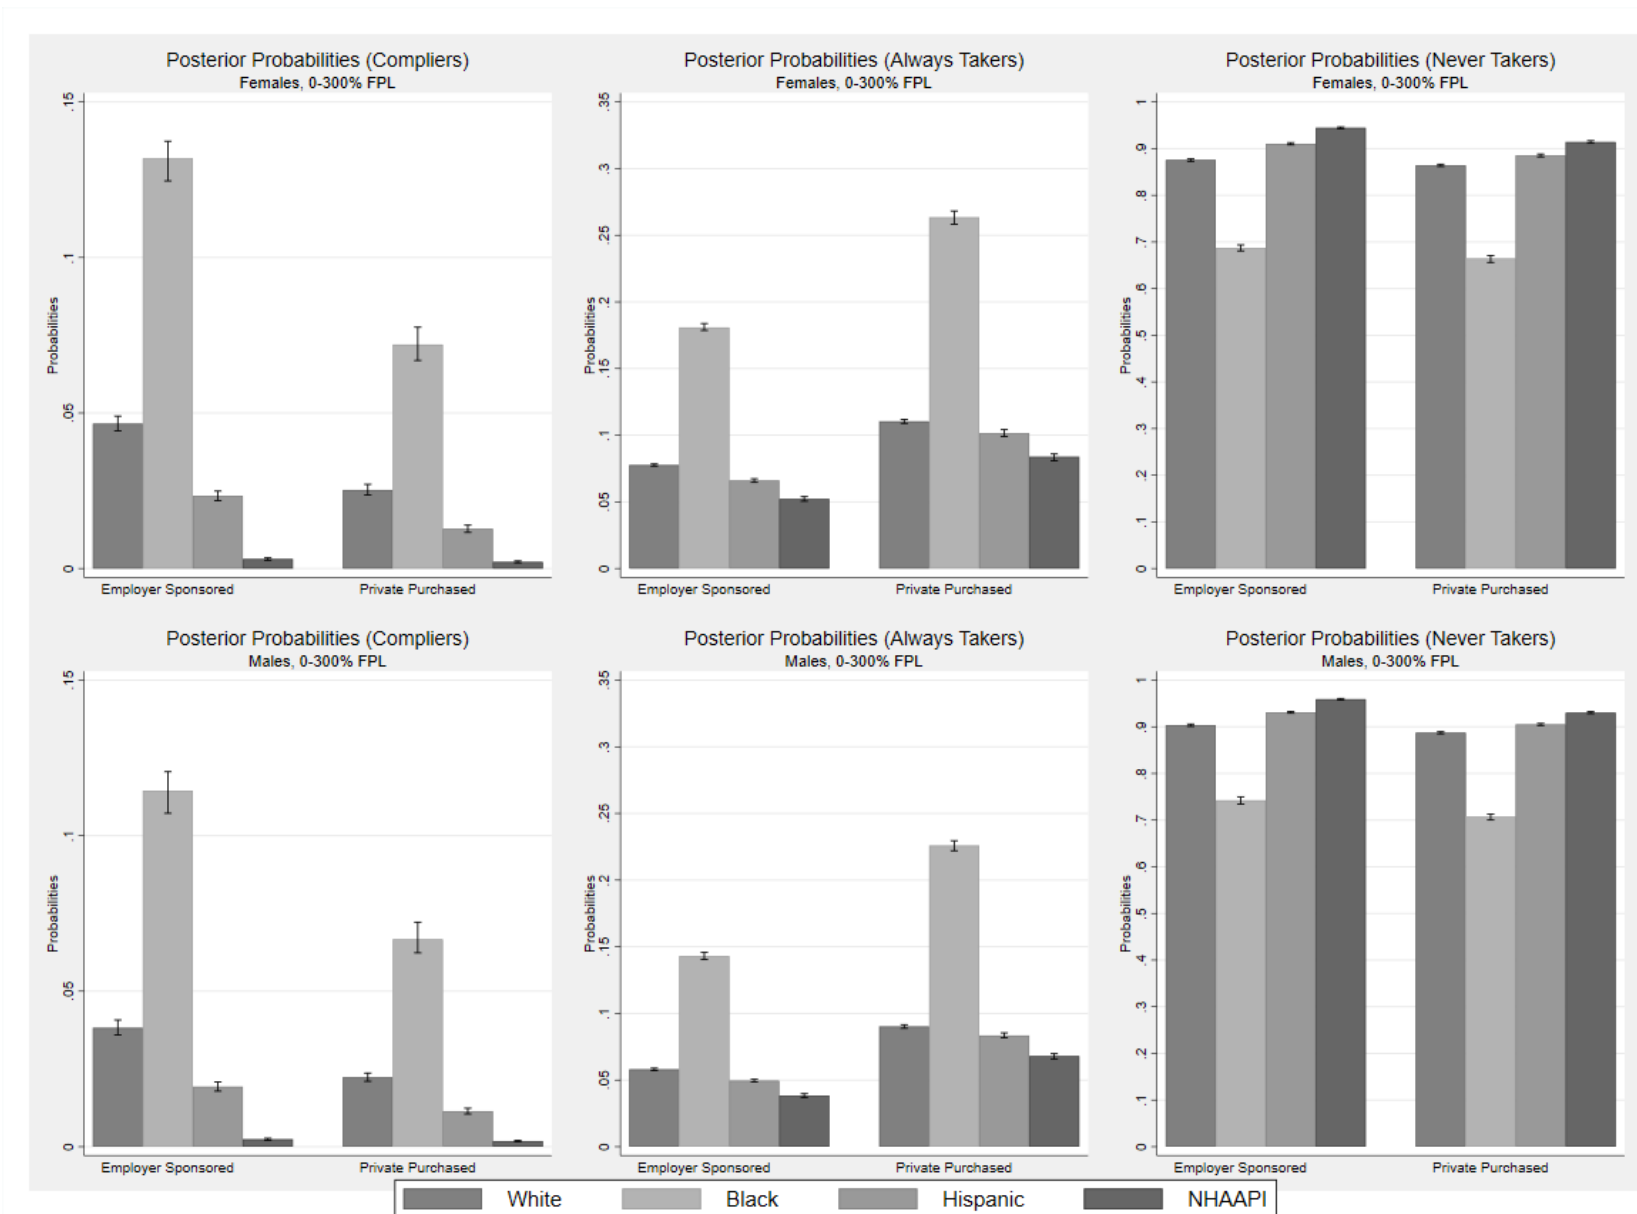 Posterior Probabilities (Compliers)
Females, 0-300% FPL
Probabilities
0
.05
.1
.15
Employer Sponsored
Private Purchased
Posterior Probabilities (Always Takers)
Females, 0-300% FPL
Probabilities
0
.05
.1
.15
.2
.25
.3
.35
Employer Sponsored
Private Purchased
Posterior Probabilities (Never Takers)
Females, 0-300% FPL
Probabilities
0
.1
.2
.3
.4
.5
.6
.7
.8
.9
1
Employer Sponsored
Private Purchased
Posterior Probabilities (Compliers)
Males, 0-300% FPL
Probabilities
0
.05
.1
.15
Employer Sponsored
Private Purchased
Posterior Probabilities (Always Takers)
Males, 0-300% FPL
Probabilities
0
.05
.1
.15
.2
.25
.3
.35
Employer Sponsored
Private Purchased
Posterior Probabilities (Never Takers)
Males, 0-300% FPL
Probabilities
0
.1
.2
.3
.4
.5
.6
.7
.8
.9
1
Employer Sponsored
Private Purchased
White
Black
Hispanic
NHAAPI